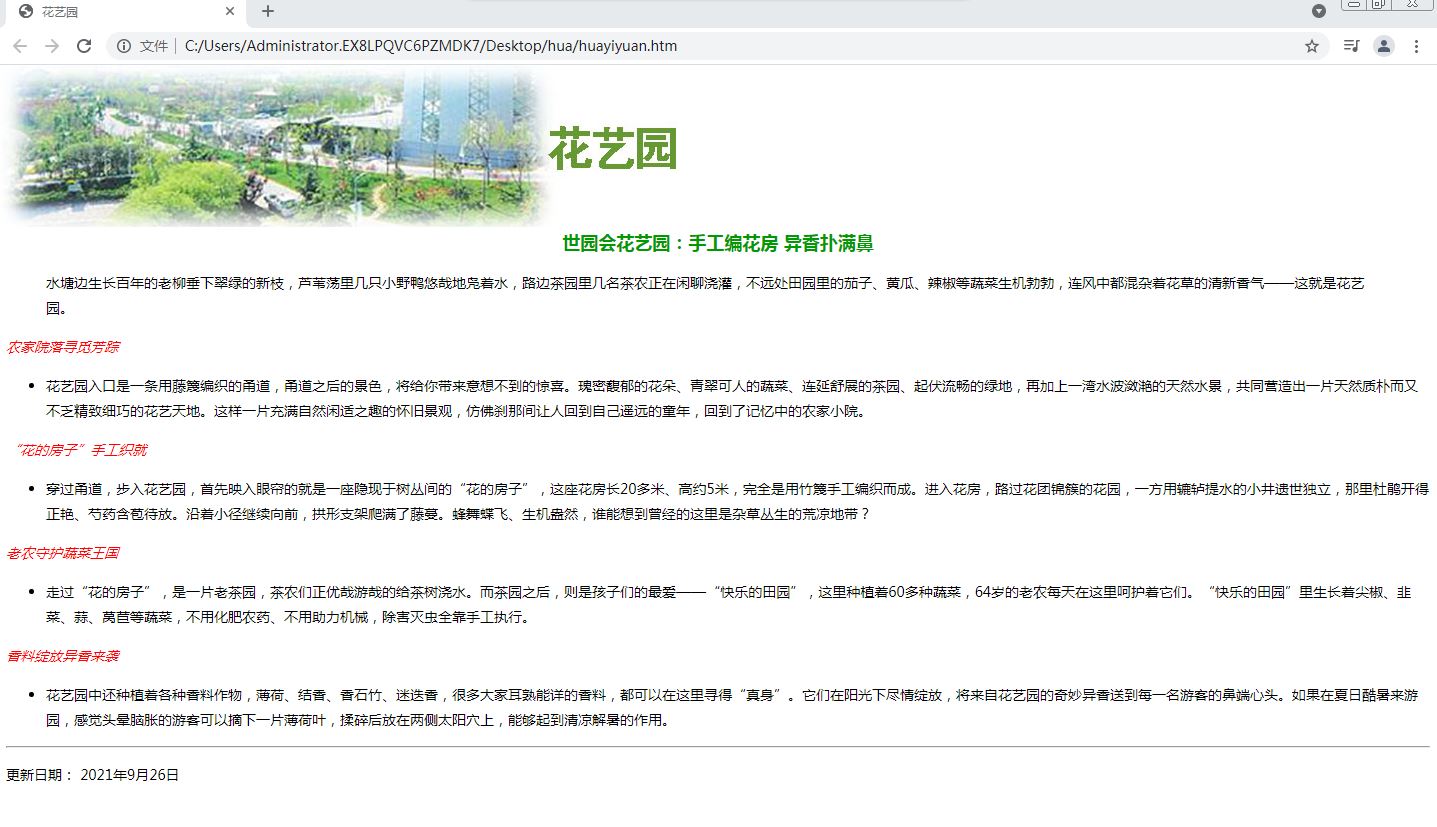 花艺园
文件 | C:/Users/Administrator.EX8LPQVC6PZMDK7/Desktop/hua/huayiyuan.htm
花艺园
世园会花艺园：手工编花房 异香扑满鼻
水塘边生长百年的老柳垂下翠绿的新枝，芦苇荡里几只小野鸭悠哉地凫着水，路边茶园里几名茶农正在闲聊浇灌，不远处田园里的茄子、黄瓜、辣椒等蔬菜生机勃勃，连风中都混杂着花草的清新香气——这就是花艺
园。
农家院落寻觅芳踪
• 花艺园入口是一条用藤篾编织的甬道，甬道之后的景色，将给你带来意想不到的惊喜。瑰密馥郁的花朵、青翠可人的蔬菜、连延舒展的茶园、起伏流畅的绿地，再加上一湾水波潋滟的天然水景，共同营造出一片天然质朴而又
不乏精致细巧的花艺天地。这样一片充满自然闲适之趣的怀旧景观，仿佛刹那间让人回到自己遥远的童年，回到了记忆中的农家小院。
“花的房子”手工织就
• 穿过甬道，步入花艺园，首先映入眼帘的就是一座隐现于树丛间的“花的房子”，这座花房长20多米、高约5米，完全是用竹篾手工编织而成。进入花房，路过花团锦簇的花园，一方用辘轳提水的小井遗世独立，那里杜鹃开得
正艳、芍药含苞待放。沿着小径继续向前，拱形支架爬满了藤蔓。蜂舞蝶飞、生机盎然，谁能想到曾经的这里是杂草丛生的荒凉地带？
老农守护蔬菜王国
• 走过“花的房子”，是一片老茶园，茶农们正优哉游哉的给茶树浇水。而茶园之后，则是孩子们的最爱——“快乐的田园”，这里种植着60多种蔬菜，64岁的老农每天在这里呵护着它们。“快乐的田园”里生长着尖椒、韭
菜、蒜、莴苣等蔬菜，不用化肥农药、不用助力机械，除害灭虫全靠手工执行。
香料绽放异香来袭
• 花艺园中还种植着各种香料作物，薄荷、结香、香石竹、迷迭香，很多大家耳熟能详的香料，都可以在这里寻得“真身”。它们在阳光下尽情绽放，将来自花艺园的奇妙异香送到每一名游客的鼻端心头。如果在夏日酷暑来游
园，感觉头晕脑胀的游客可以摘下一片薄荷叶，揉碎后放在两侧太阳穴上，能够起到清凉解暑的作用。
更新日期： 2021年9月26日